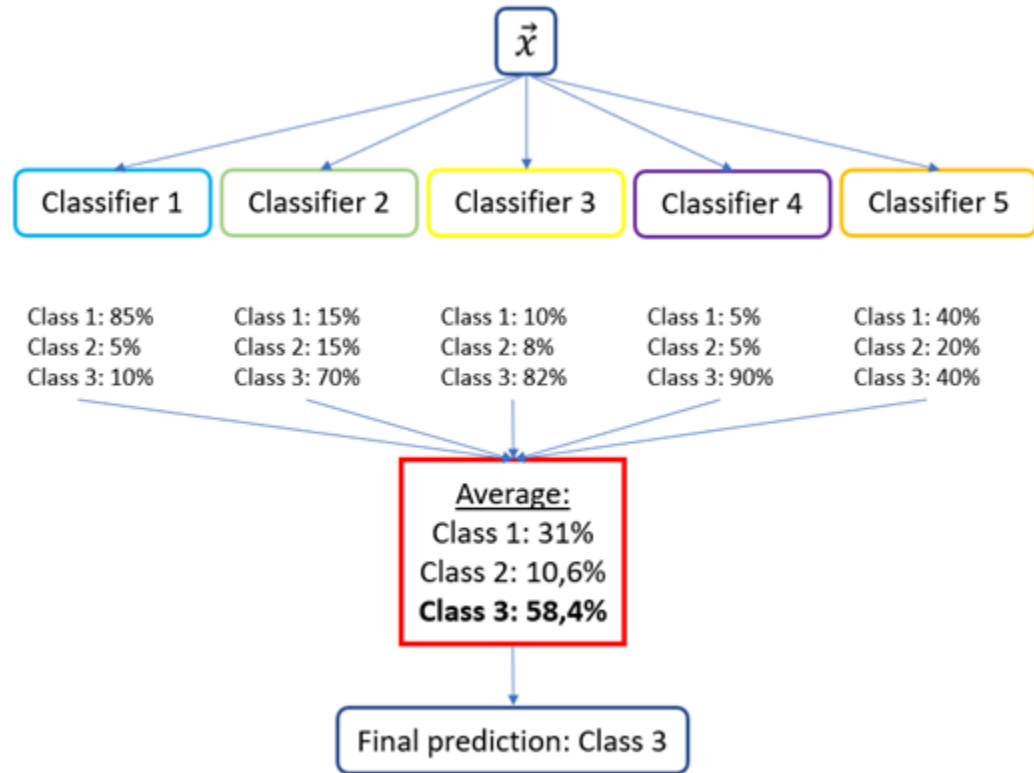 x⃗
Classifier 1
Classifier 2
Classifier 3
Classifier 4
Classifier 5
Class 1: 85%
Class 2: 5%
Class 3: 10%
Class 1: 15%
Class 2: 15%
Class 3: 70%
Class 1: 10%
Class 2: 8%
Class 3: 82%
Class 1: 5%
Class 2: 5%
Class 3: 90%
Class 1: 40%
Class 2: 20%
Class 3: 40%
Average:
Class 1: 31%
Class 2: 10,6%
Class 3: 58,4%
Final prediction: Class 3